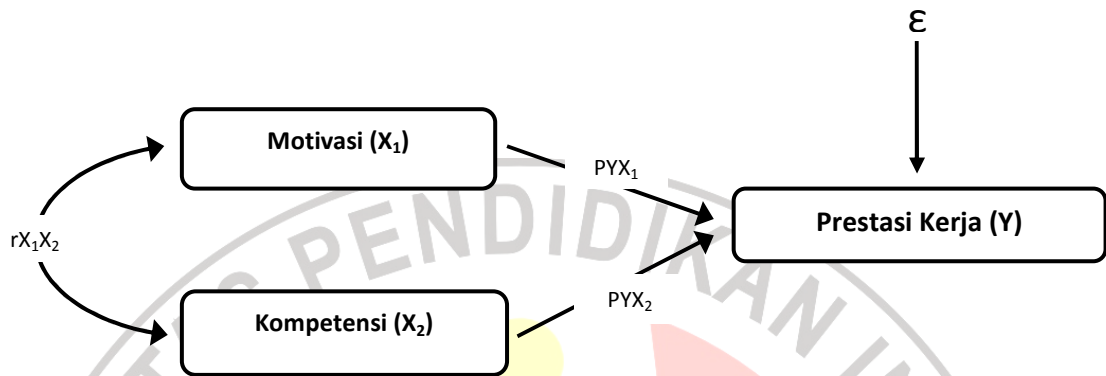 ε
Motivasi (X₁)
PYX₁
Prestasi Kerja (Y)
rX₁X₂
PYX₂
Kompetensi (X₂)
PENDIDIKAN